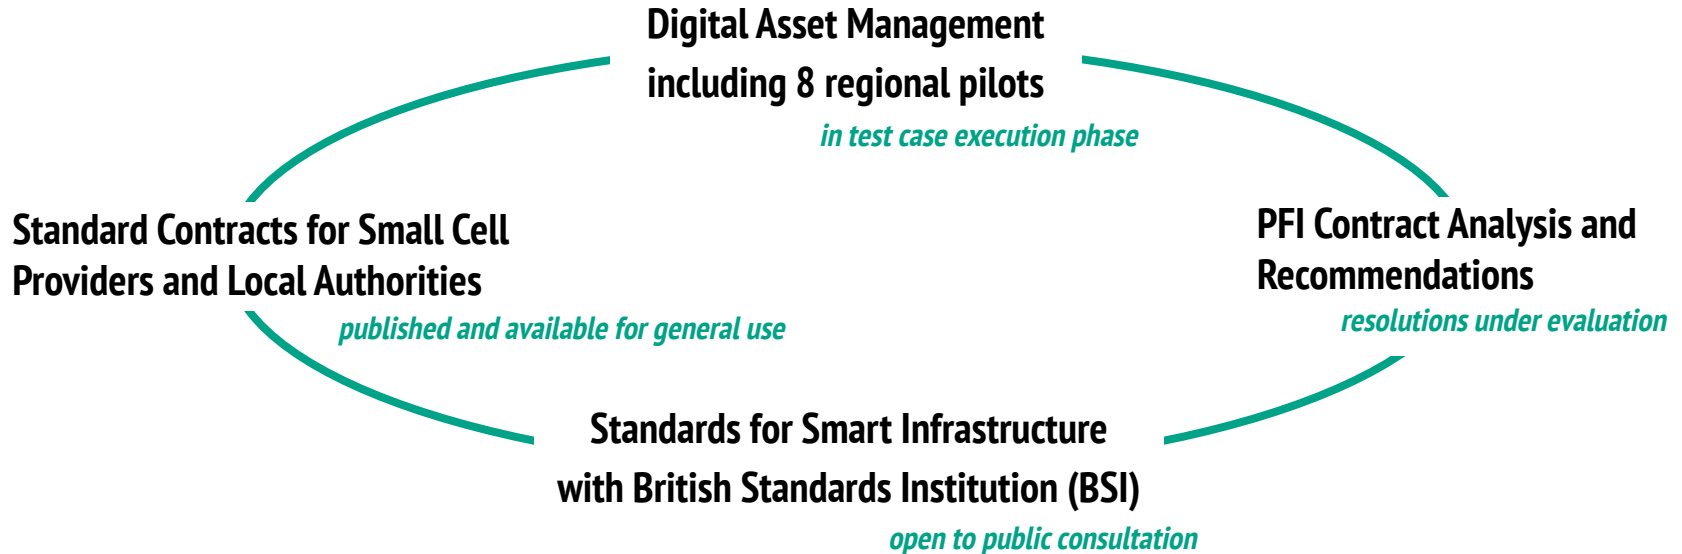 Digital Asset Management
including 8 regional pilots
in test case execution phase
Standard Contracts for Small Cell
Providers and Local Authorities
published and available for general use
PFI Contract Analysis and
Recommendations
resolutions under evaluation
Standards for Smart Infrastructure
with British Standards Institution (BSI)
open to public consultation